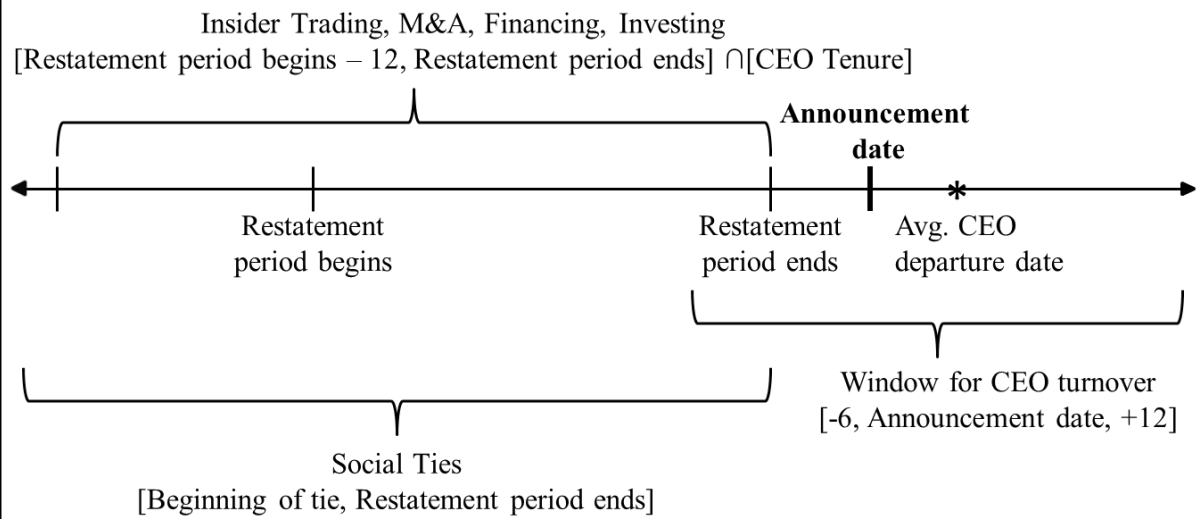 Insider Trading, M&A, Financing, Investing
[Restatement period begins – 12, Restatement period ends] ∩[CEO Tenure]
Announcement
date
*
Restatement
period begins
Restatement
period ends
Avg. CEO
departure date
Window for CEO turnover
[-6, Announcement date, +12]
Social Ties
[Beginning of tie, Restatement period ends]